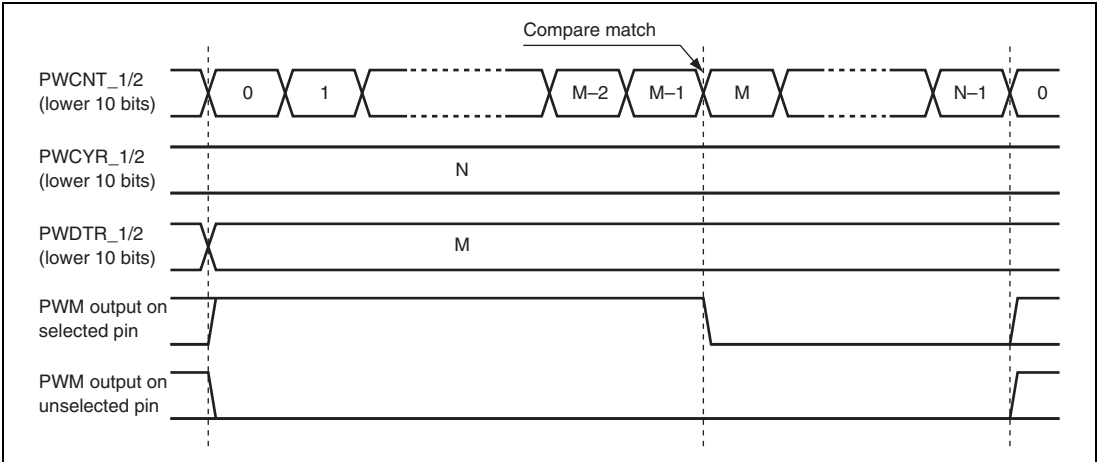 Compare match
PWCNT_1/2
(lower 10 bits)
0 1 M–2 M–1 M N–1 0
PWCYR_1/2
(lower 10 bits)
N
PWDTR_1/2
(lower 10 bits)
M
PWM output on
selected pin
PWM output on
unselected pin